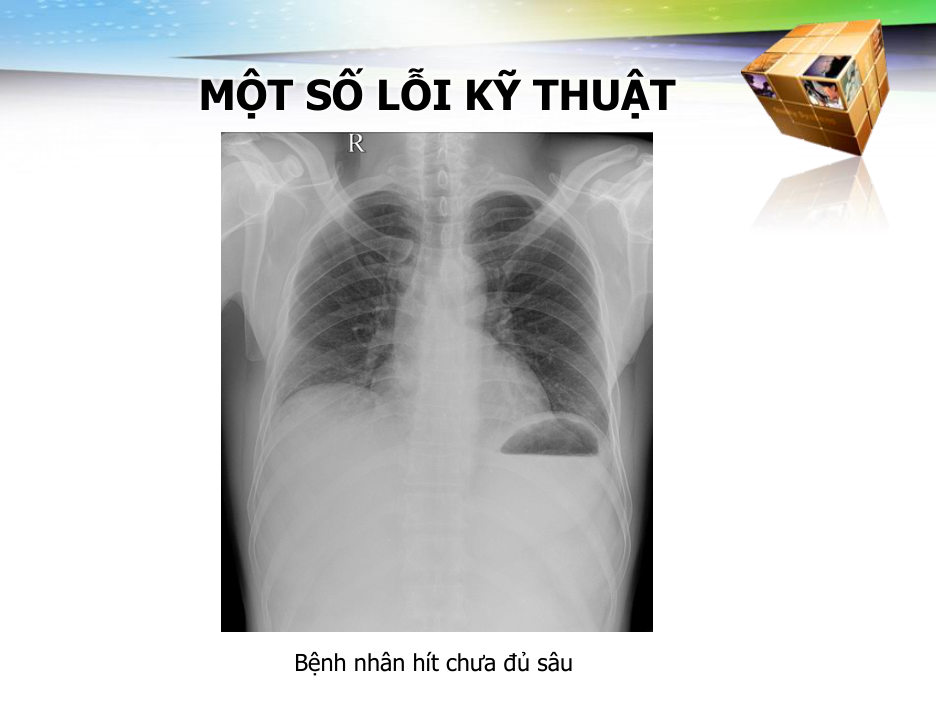 MỘT SỐ LỖI KỸ THUẬT
R
Bệnh nhân hít chưa đủ sâu